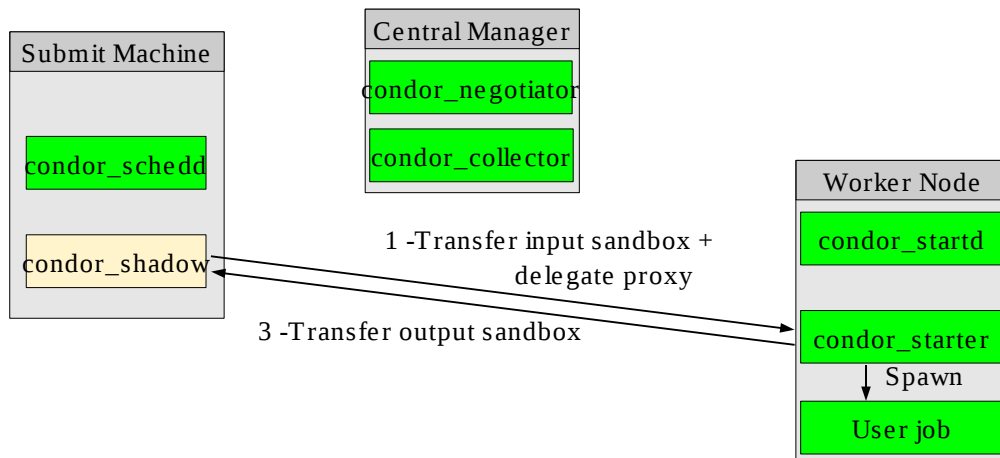 Submit Machine
condor_schedd
condor_shadow
Central Manager
condor_negotiator
condor_collector
1 -Transfer input sandbox +
delegate proxy
3 -Transfer output sandbox
Worker Node
condor_startd
condor_starter
Spawn
User job